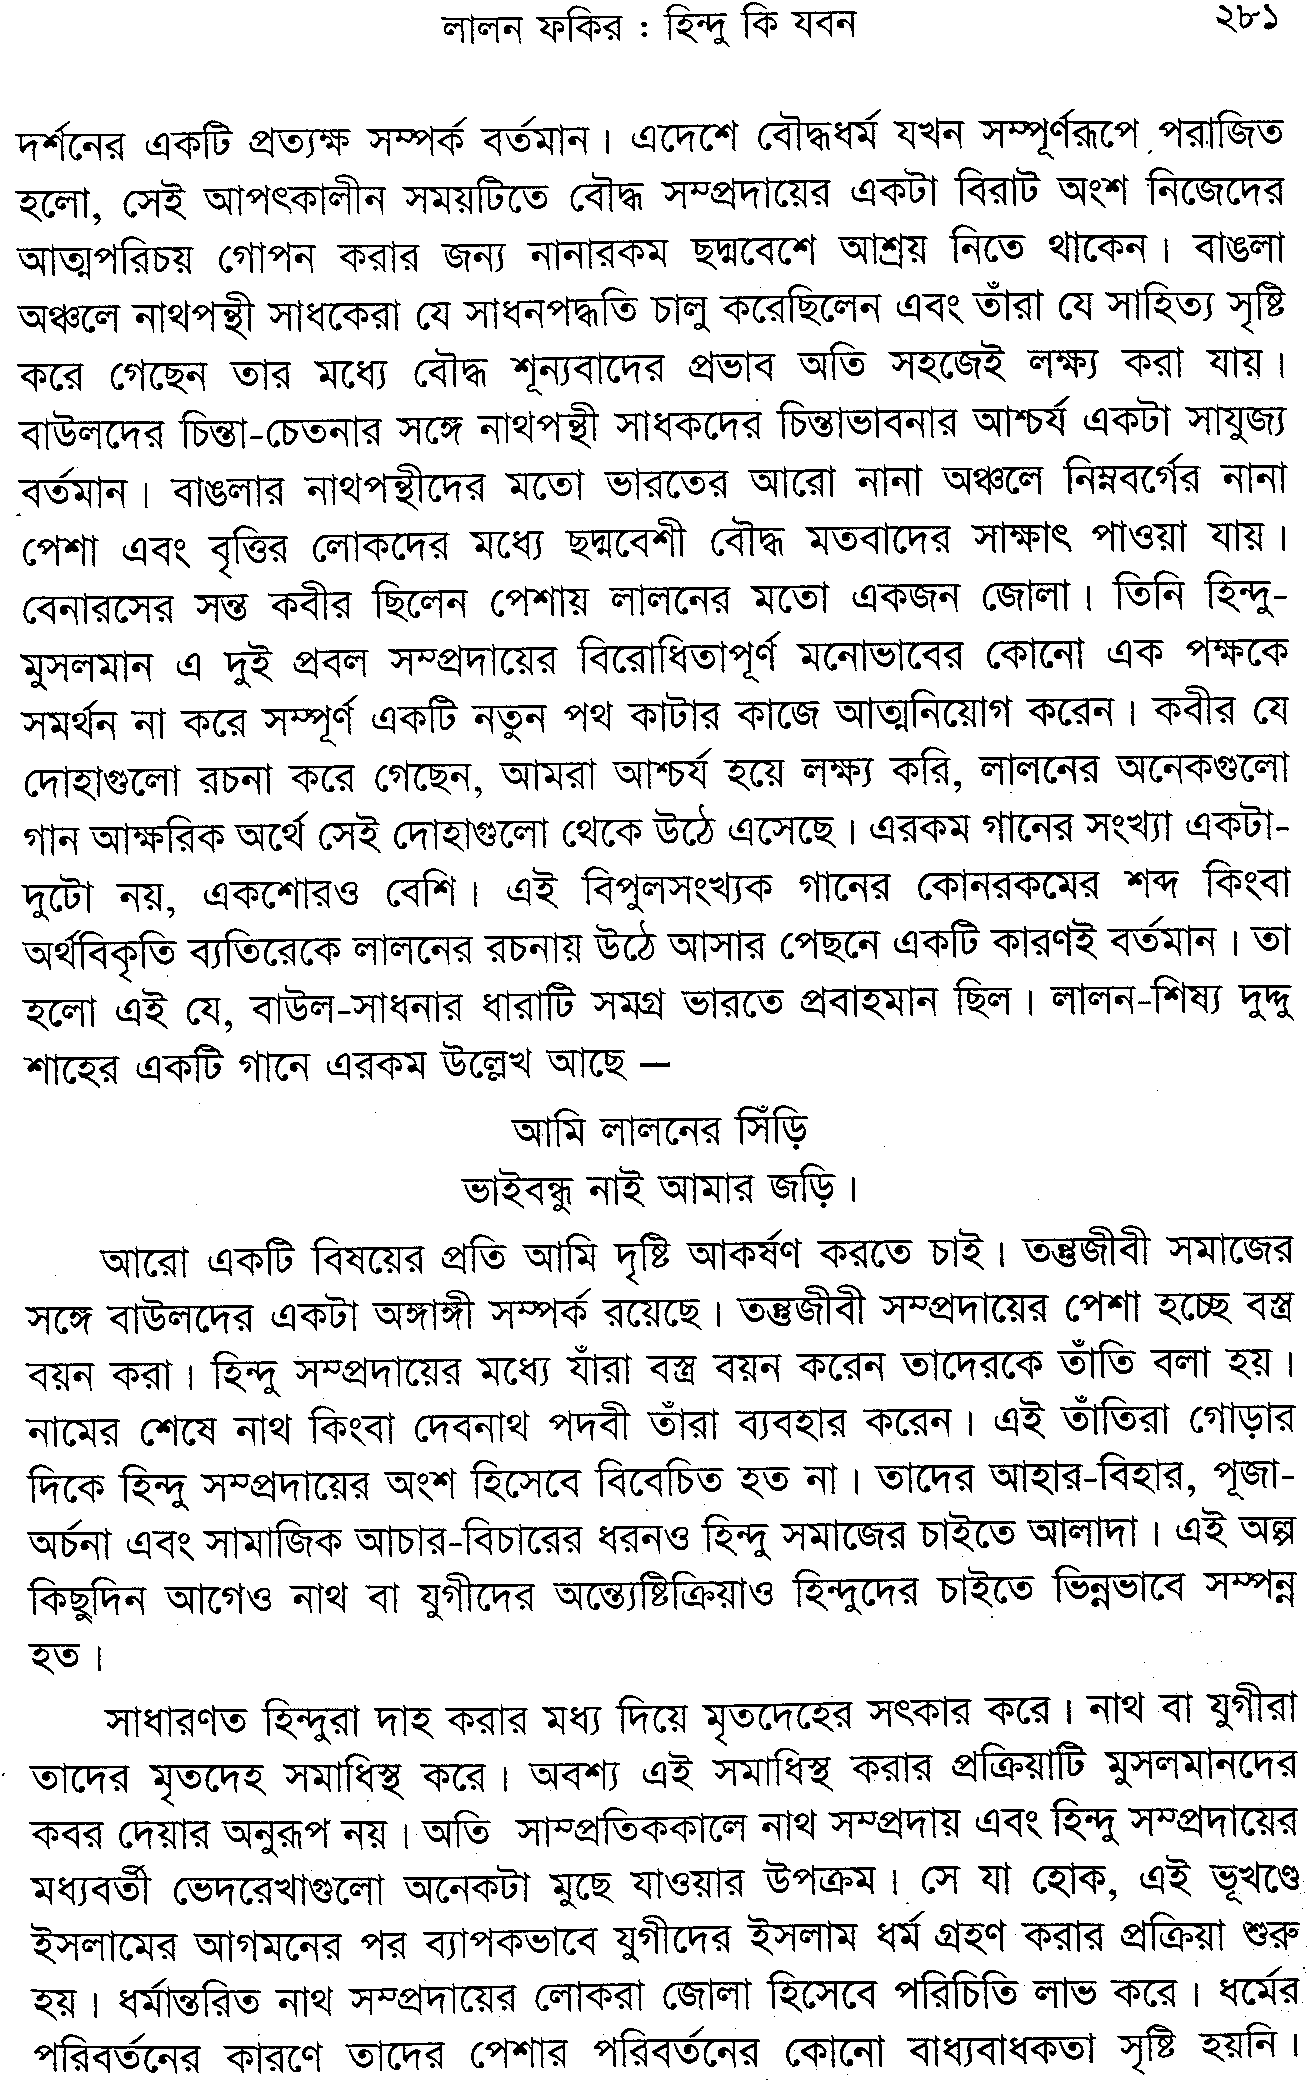 লালন ফকির : হিন্দু কি যবন
২৮১
দর্শনের একটি প্রত্যক্ষ সম্পর্ক বর্তমান। এদেশে বৌদ্ধধর্ম যখন সম্পূর্ণরূপে পরাজিত
হলো, সেই আপৎকালীন সময়টিতে বৌদ্ধ সম্প্রদায়ের একটা বিরাট অংশ নিজেদের
আত্মপরিচয় গোপন করার জন্য নানারকম ছদ্মবেশে আশ্রয় নিতে থাকেন। বাঙলা
অঞ্চলে নাথপন্থী সাধকেরা যে সাধনপদ্ধতি চালু করেছিলেন এবং তাঁরা যে সাহিত্য সৃষ্টি
করে গেছেন তার মধ্যে বৌদ্ধ শূন্যবাদের প্রভাব অতি সহজেই লক্ষ্য করা যায়।
বাউলদের চিন্তা-চেতনার সঙ্গে নাথপন্থী সাধকদের চিন্তাভাবনার আশ্চর্য একটা সাযুজ্য
বর্তমান। বাঙলার নাথপন্থীদের মতো ভারতের আরো নানা অঞ্চলে নিম্নবর্গের নানা
পেশা এবং বৃত্তির লোকদের মধ্যে ছদ্মবেশী বৌদ্ধ মতবাদের সাক্ষাৎ পাওয়া যায়।
বেনারসের সন্ত কবীর ছিলেন পেশায় লালনের মতো একজন জোলা। তিনি হিন্দু-
মুসলমান এ দুই প্রবল সম্প্রদায়ের বিরোধিতাপূর্ণ মনোভাবের কোনো এক পক্ষকে
সমর্থন না করে সম্পূর্ণ একটি নতুন পথ কাটার কাজে আত্মনিয়োগ করেন। কবীর যে
দোহাগুলো রচনা করে গেছেন, আমরা আশ্চর্য হয়ে লক্ষ্য করি, লালনের অনেকগুলো
গান আক্ষরিক অর্থে সেই দোহাগুলো থেকে উঠে এসেছে। এরকম গানের সংখ্যা একটা-
দুটো নয়, একশোরও বেশি। এই বিপুলসংখ্যক গানের কোনরকমের শব্দ কিংবা
অর্থবিকৃতি ব্যতিরেকে লালনের রচনায় উঠে আসার পেছনে একটি কারণই বর্তমান। তা
হলো এই যে, বাউল-সাধনার ধারাটি সমগ্র ভারতে প্রবাহমান ছিল। লালন-শিষ্য দুদ্দু
শাহের একটি গানে এরকম উল্লেখ আছে —
আমি লালনের সিঁড়ি
ভাইবন্ধু নাই আমার জড়ি।
আরো একটি বিষয়ের প্রতি আমি দৃষ্টি আকর্ষণ করতে চাই। তন্তুজীবী সমাজের
সঙ্গে বাউলদের একটা অঙ্গাঙ্গী সম্পর্ক রয়েছে। তন্তুজীবী সম্প্রদায়ের পেশা হচ্ছে বস্ত্র
বয়ন করা। হিন্দু সম্প্রদায়ের মধ্যে যাঁরা বস্ত্র বয়ন করেন তাদেরকে তাঁতি বলা হয়।
নামের শেষে নাথ কিংবা দেবনাথ পদবী তাঁরা ব্যবহার করেন। এই তাঁতিরা গোড়ার
দিকে হিন্দু সম্প্রদায়ের অংশ হিসেবে বিবেচিত হত না। তাদের আহার-বিহার, পূজা-
অর্চনা এবং সামাজিক আচার-বিচারের ধরনও হিন্দু সমাজের চাইতে আলাদা। এই অল্প
কিছুদিন আগেও নাথ বা যুগীদের অন্ত্যেষ্টিক্রিয়াও হিন্দুদের চাইতে ভিন্নভাবে সম্পন্ন
হত।
সাধারণত হিন্দুরা দাহ করার মধ্য দিয়ে মৃতদেহের সৎকার করে। নাথ বা যুগীরা
তাদের মৃতদেহ সমাধিস্থ করে। অবশ্য এই সমাধিস্থ করার প্রক্রিয়াটি মুসলমানদের
কবর দেয়ার অনুরূপ নয়। অতি সাম্প্রতিককালে নাথ সম্প্রদায় এবং হিন্দু সম্প্রদায়ের
মধ্যবর্তী ভেদরেখাগুলো অনেকটা মুছে যাওয়ার উপক্রম। সে যা হোক, এই ভূখণ্ডে
ইসলামের আগমনের পর ব্যাপকভাবে যুগীদের ইসলাম ধর্ম গ্রহণ করার প্রক্রিয়া শুরু
হয়। ধর্মান্তরিত নাথ সম্প্রদায়ের লোকরা জোলা হিসেবে পরিচিতি লাভ করে। ধর্মের
পরিবর্তনের কারণে তাদের পেশার পরিবর্তনের কোনো বাধ্যবাধকতা সৃষ্টি হয়নি।